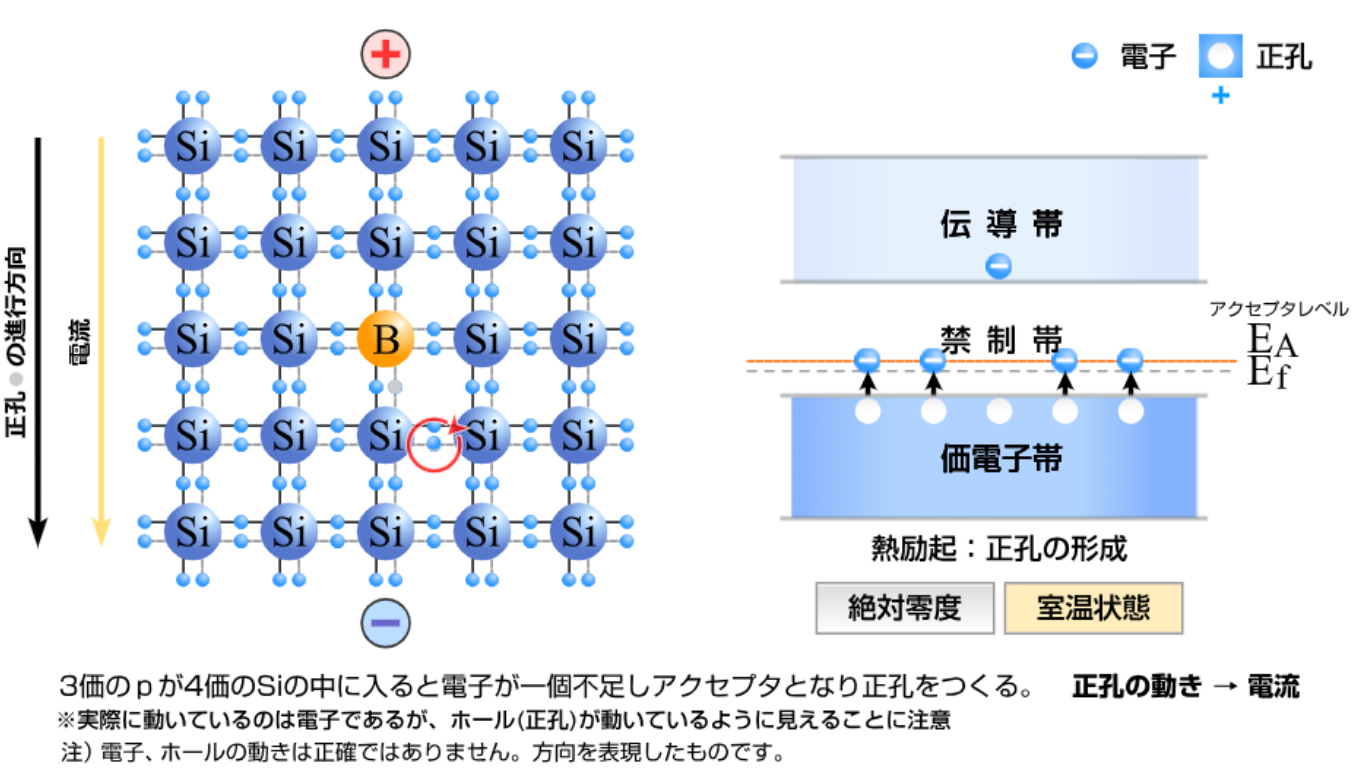 +
電子
正孔
+
Si Si Si Si Si
Si Si Si Si Si
Si Si B Si Si
Si Si Si Si Si
Si Si Si Si Si
−
正孔●の進行方向
電流
伝導帯
禁制帯
アクセプタレベル
EA
Ef
価電子帯
熱励起:正孔の形成
絶対零度
室温状態
3価のpが4価のSiの中に入ると電子が一個不足しアクセプタとなり正孔をつくる。 正孔の動き → 電流
※実際に動いているのは電子であるが、ホール(正孔)が動いているように見えることに注意
注) 電子、ホールの動きは正確ではありません。方向を表現したものです。